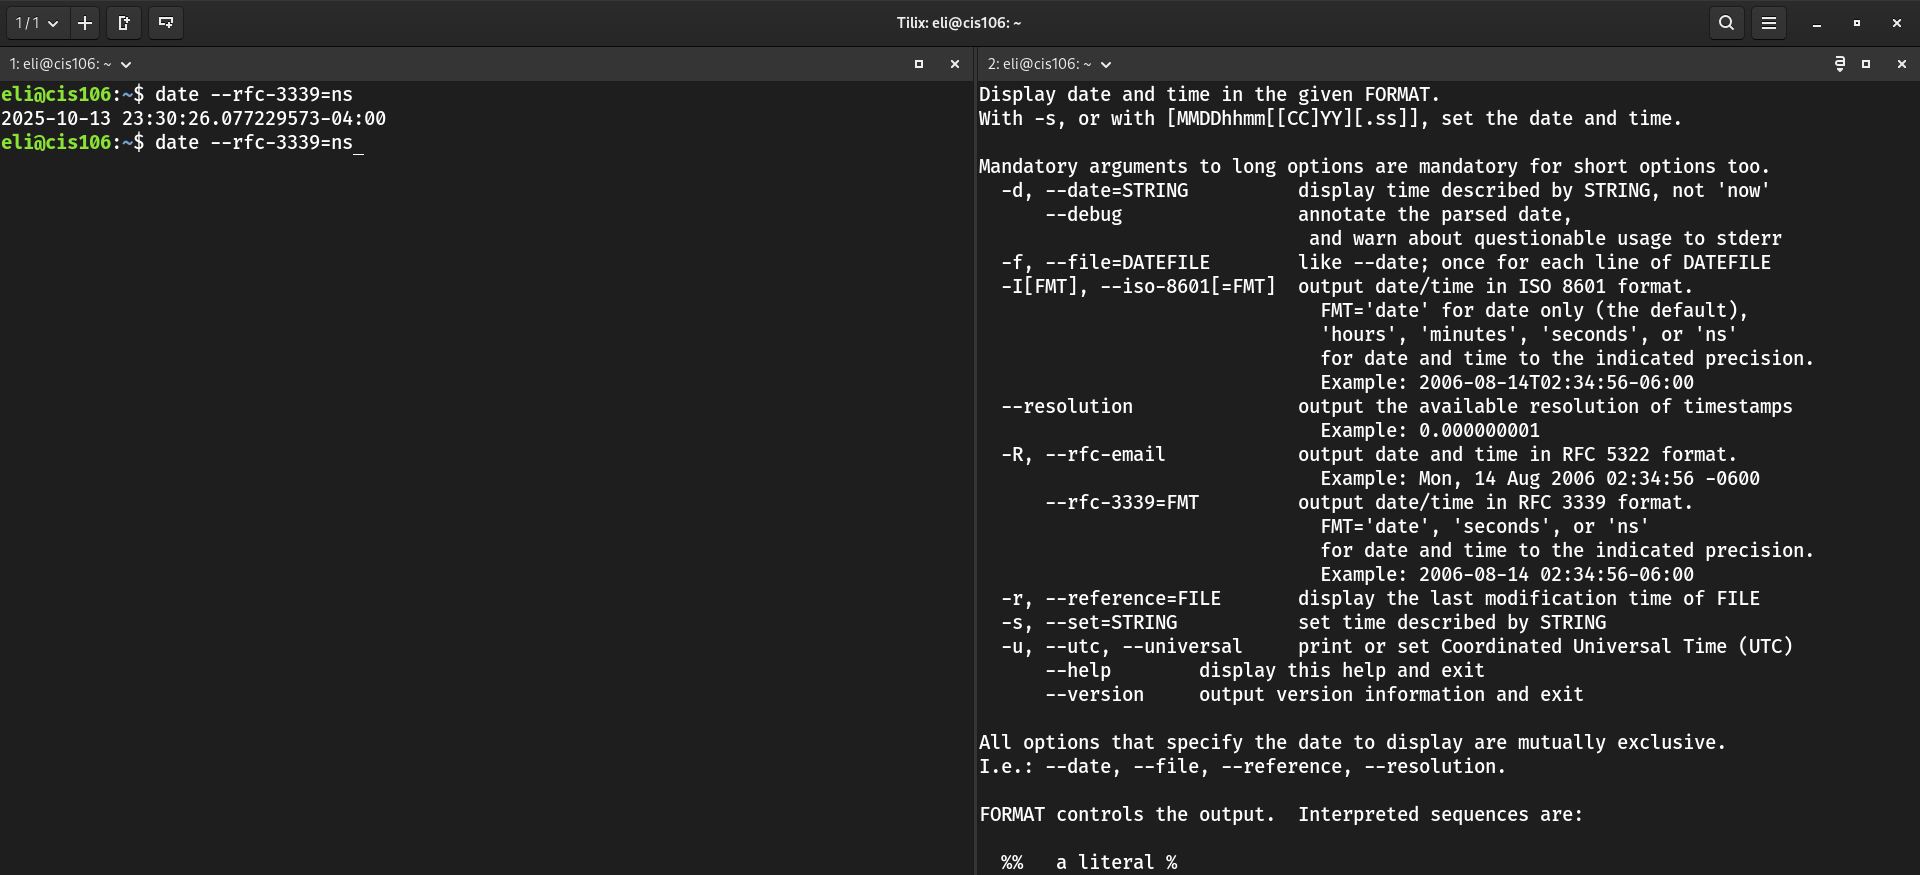 1 / 1
Tilix: eli@cis106: ~
1: eli@cis106: ~
eli@cis106:~$ date --rfc-3339=ns
2025-10-13 23:30:26.077229573-04:00
eli@cis106:~$ date --rfc-3339=ns_
2: eli@cis106: ~
Display date and time in the given FORMAT.
With -s, or with [MMDDhhmm[[CC]YY][.ss]], set the date and time.

Mandatory arguments to long options are mandatory for short options too.
  -d, --date=STRING          display time described by STRING, not 'now'
      --debug                annotate the parsed date,
                              and warn about questionable usage to stderr
  -f, --file=DATEFILE        like --date; once for each line of DATEFILE
  -I[FMT], --iso-8601[=FMT]  output date/time in ISO 8601 format.
                               FMT='date' for date only (the default),
                               'hours', 'minutes', 'seconds', or 'ns'
                               for date and time to the indicated precision.
                               Example: 2006-08-14T02:34:56-06:00
  --resolution               output the available resolution of timestamps
                               Example: 0.000000001
  -R, --rfc-email            output date and time in RFC 5322 format.
                               Example: Mon, 14 Aug 2006 02:34:56 -0600
      --rfc-3339=FMT         output date/time in RFC 3339 format.
                               FMT='date', 'seconds', or 'ns'
                               for date and time to the indicated precision.
                               Example: 2006-08-14 02:34:56-06:00
  -r, --reference=FILE       display the last modification time of FILE
  -s, --set=STRING           set time described by STRING
  -u, --utc, --universal     print or set Coordinated Universal Time (UTC)
      --help        display this help and exit
      --version     output version information and exit

All options that specify the date to display are mutually exclusive.
I.e.: --date, --file, --reference, --resolution.

FORMAT controls the output.  Interpreted sequences are:

  %%   a literal %